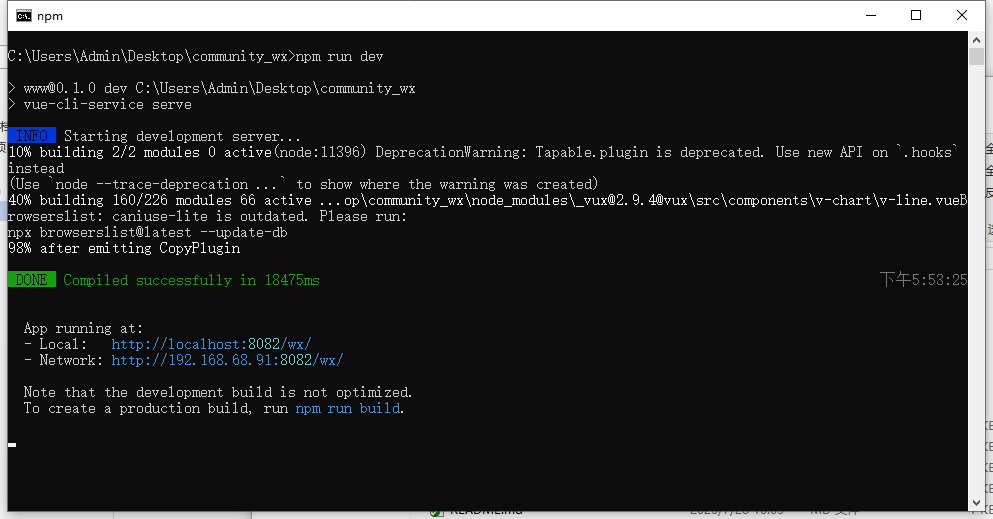 npm
C:\Users\Admin\Desktop\community_wx>npm run dev
> www@0.1.0 dev C:\Users\Admin\Desktop\community_wx
> vue-cli-service serve
INFO Starting development server...
10% building 2/2 modules 0 active(node:11396) DeprecationWarning: Tapable.plugin is deprecated. Use new API on `.hooks`
instead
(Use `node --trace-deprecation ...` to show where the warning was created)
40% building 160/226 modules 66 active ...op\community_wx\node_modules\_vux@2.9.4@vux\src\components\v-chart\v-line.vueB
rowserslist: caniuse-lite is outdated. Please run:
npx browserslist@latest --update-db
98% after emitting CopyPlugin
DONE Compiled successfully in 18475ms 下午5:53:25
App running at:
- Local: http://localhost:8082/wx/
- Network: http://192.168.68.91:8082/wx/
Note that the development build is not optimized.
To create a production build, run npm run build.